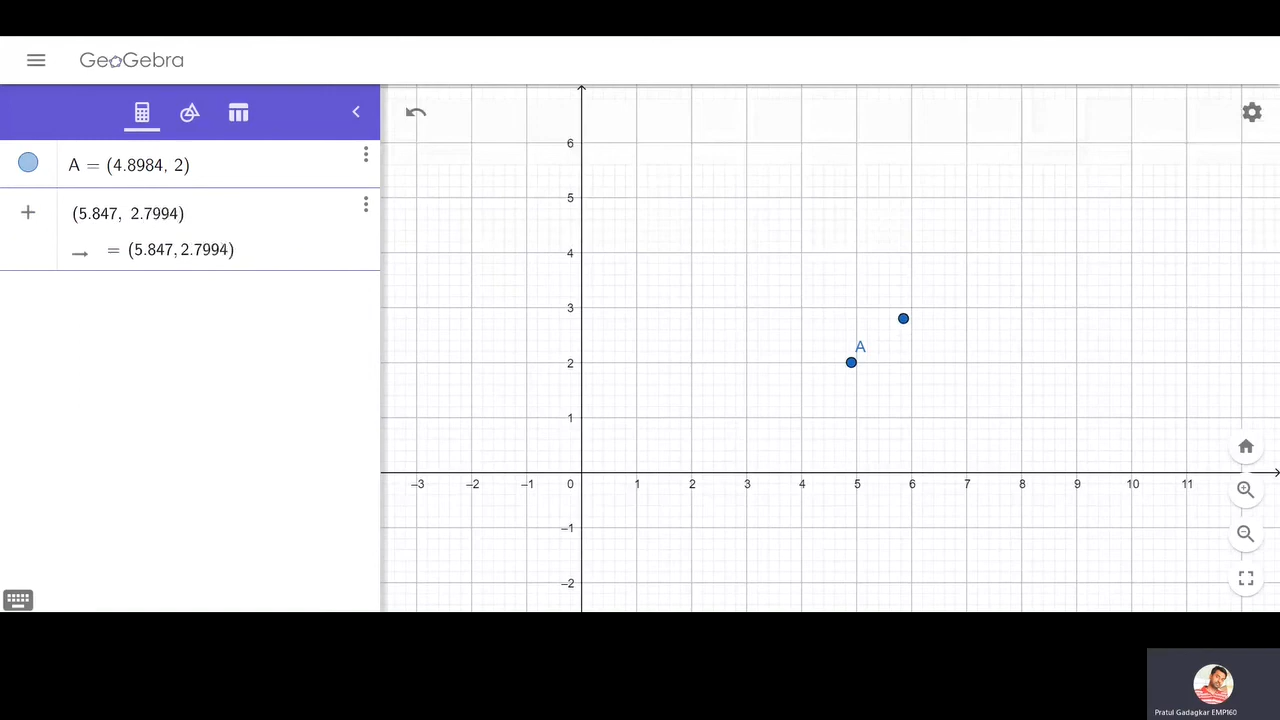 GeoGebra
A = (4.8984, 2)
(5.847, 2.7994)
→ = (5.847, 2.7994)
6
5
4
3
A
2
1
–3 –2 –1 0 1 2 3 4 5 6 7 8 9 10 11
–1
–2
Pratul Gadagkar EMP160